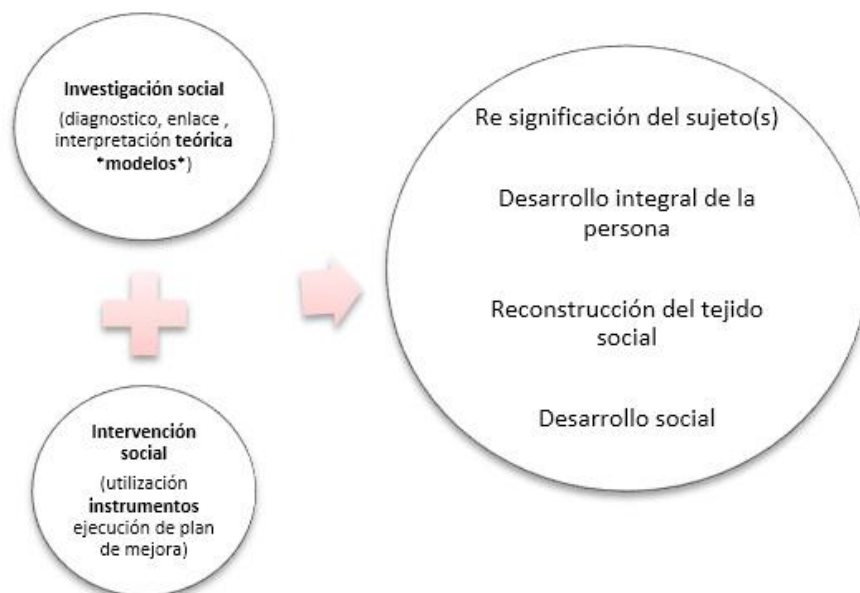 Investigación social
(diagnostico, enlace ,
interpretación teórica
*modelos*)
Intervención
social
(utilización
instrumentos
ejecución de plan
de mejora)
Re significación del sujeto(s)
Desarrollo integral de la
persona
Reconstrucción del tejido
social
Desarrollo social